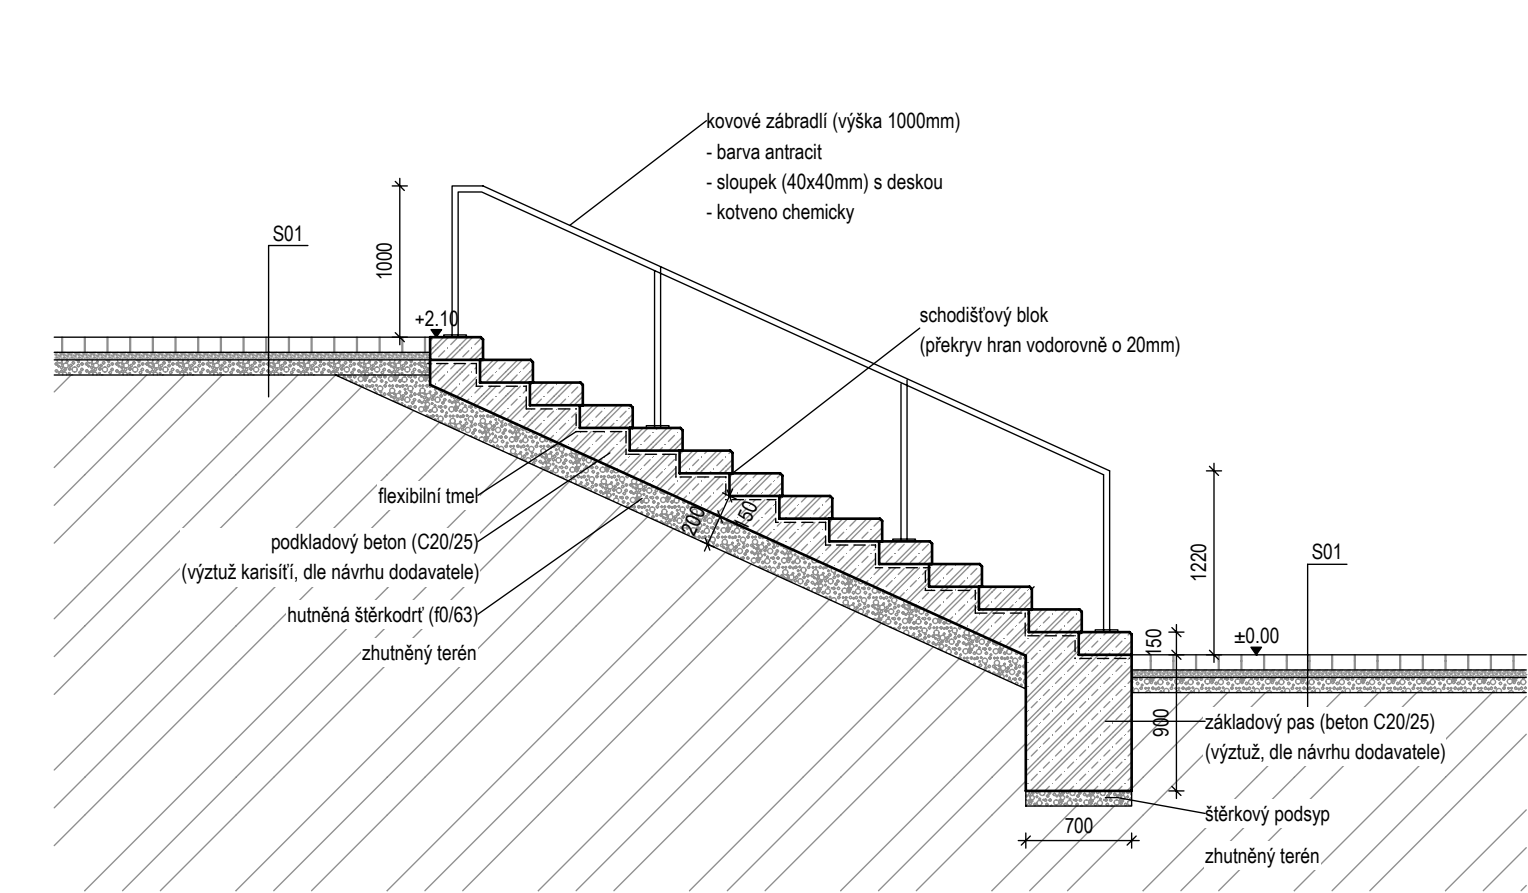 kovové zábradlí (výška 1000mm)
- barva antracit
- sloupek (40x40mm) s deskou
- kotveno chemicky
S01
1000
+2.10
schodišťový blok
(překryv hran vodorovně o 20mm)
flexibilní tmel
200
150
podkladový beton (C20/25)
(výztuž karisítí, dle návrhu dodavatele)
hutněná štěrkodrť (f0/63)
zhutněný terén
1220
S01
150
±0.00
900
základový pas (beton C20/25)
(výztuž, dle návrhu dodavatele)
štěrkový podsyp
700
zhutněný terén